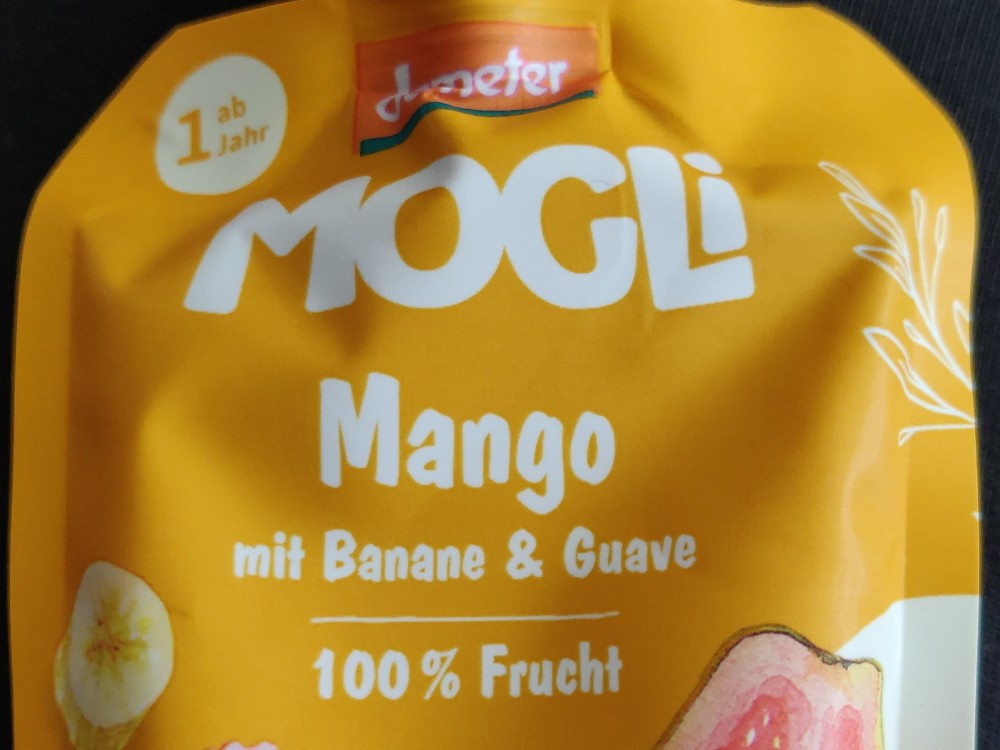 demeter
1 ab
Jahr
MOGLi
Mango
mit Banane & Guave
100 % Frucht